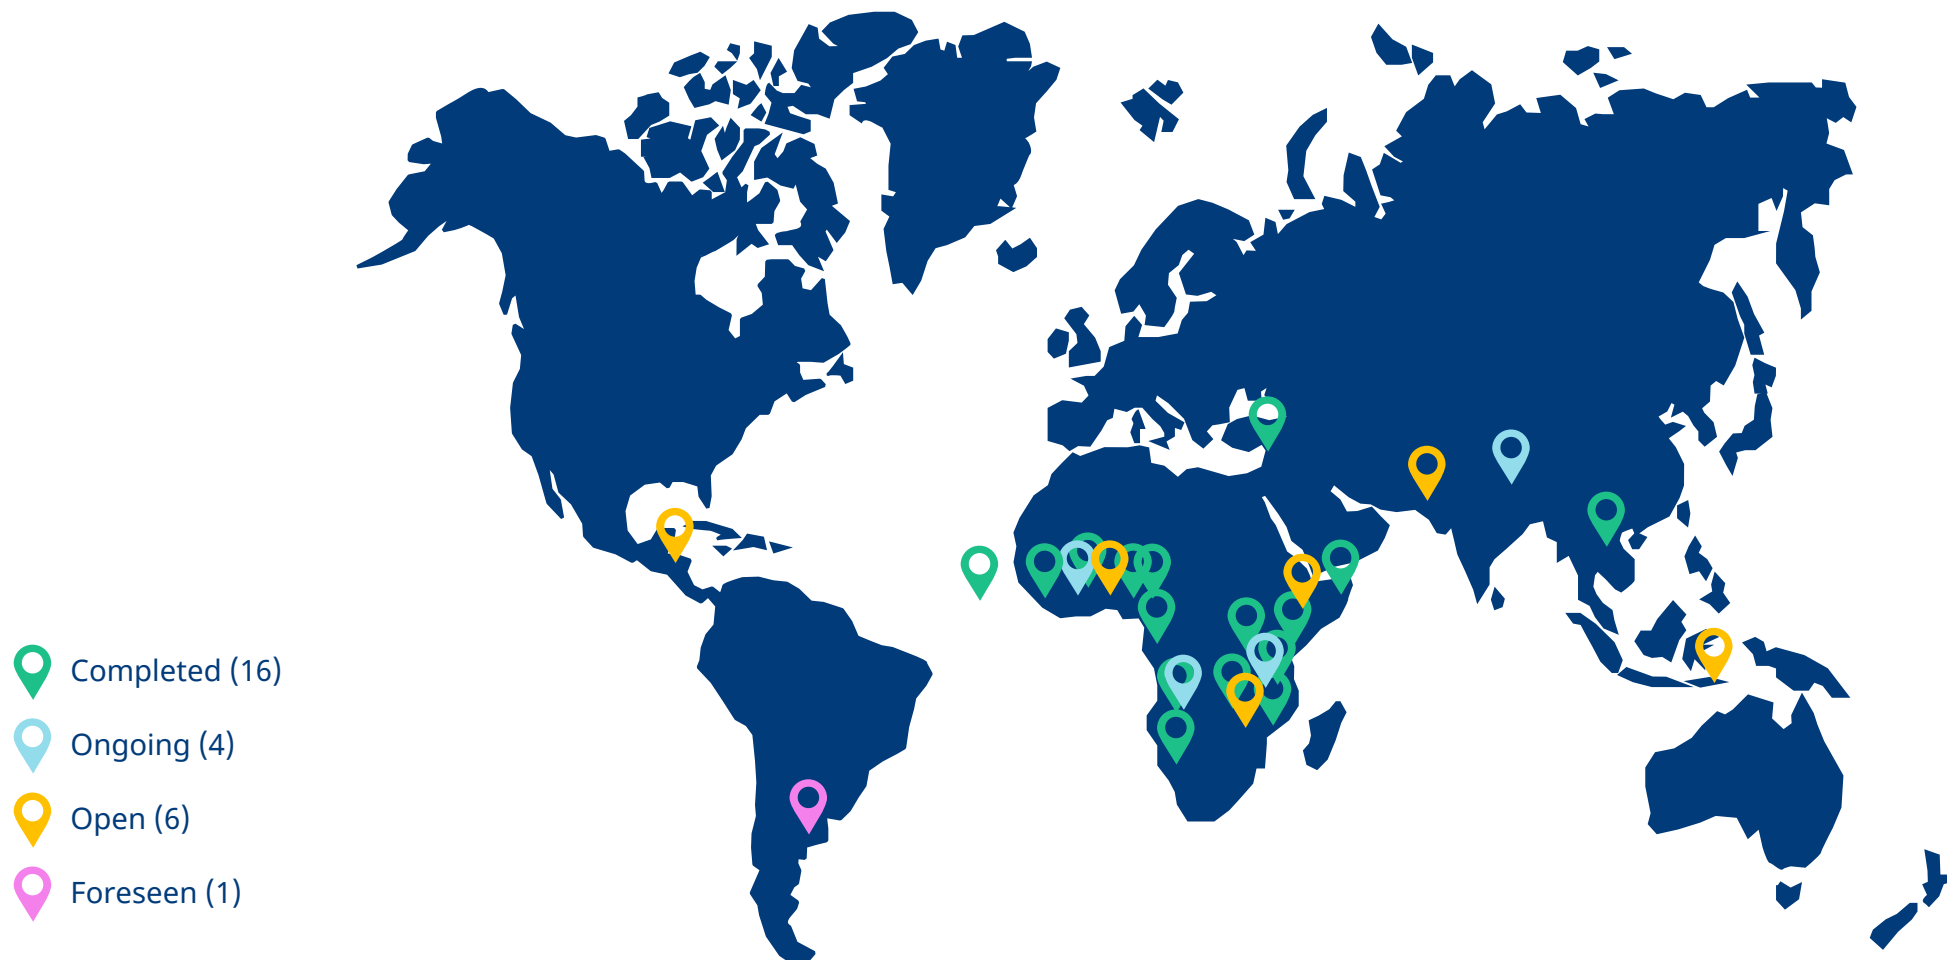 Completed (16)
Ongoing (4)
Open (6)
Foreseen (1)